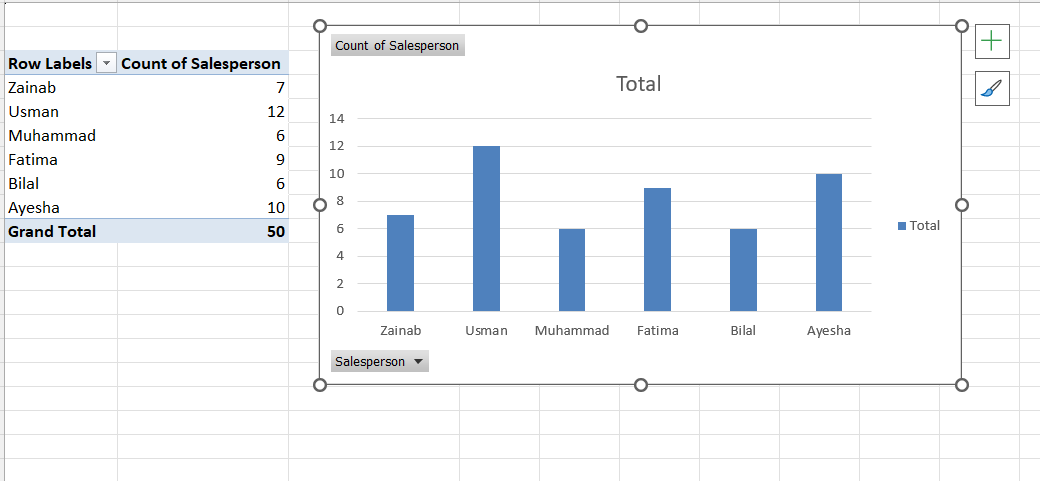 Row Labels Count of Salesperson
Zainab 7
Usman 12
Muhammad 6
Fatima 9
Bilal 6
Ayesha 10
Grand Total 50
Count of Salesperson
Total
14
12
10
8
6
4
2
0
Zainab Usman Muhammad Fatima Bilal Ayesha
Total
Salesperson